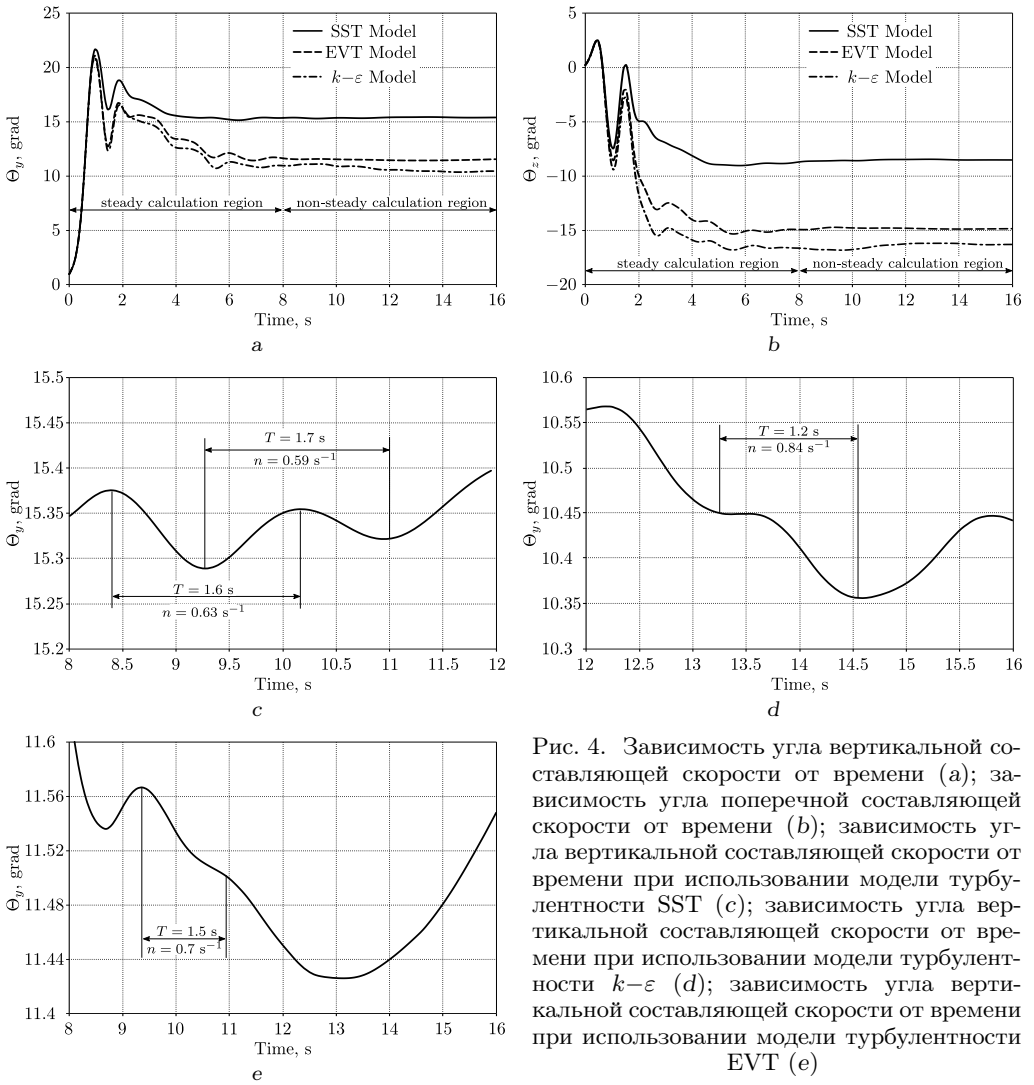 25
20
15
10
5
0
Θy, grad
SST Model
EVT Model
k−ε Model
steady calculation region
non-steady calculation region
0 2 4 6 8 10 12 14 16
Time, s
a
5
0
−5
−10
−15
−20
Θz, grad
SST Model
EVT Model
k−ε Model
steady calculation region
non-steady calculation region
0 2 4 6 8 10 12 14 16
Time, s
b
15.5
15.45
15.4
15.35
15.3
15.25
15.2
Θy, grad
T = 1.7 s
n = 0.59 s−1
T = 1.6 s
n = 0.63 s−1
8 8.5 9 9.5 10 10.5 11 11.5 12
Time, s
c
10.6
10.55
10.5
10.45
10.4
10.35
10.3
Θy, grad
T = 1.2 s
n = 0.84 s−1
12 12.5 13 13.5 14 14.5 15 15.5 16
Time, s
d
11.6
11.56
11.52
11.48
11.44
11.4
Θy, grad
T = 1.5 s
n = 0.7 s−1
8 9 10 11 12 13 14 15 16
Time, s
e
Рис. 4. Зависимость угла вертикальной со-
ставляющей скорости от времени (a); за-
висимость угла поперечной составляющей
скорости от времени (b); зависимость уг-
ла вертикальной составляющей скорости от
времени при использовании модели турбу-
лентности SST (c); зависимость угла вер-
тикальной составляющей скорости от вре-
мени при использовании модели турбулент-
ности k−ε (d); зависимость угла верти-
кальной составляющей скорости от времени
при использовании модели турбулентности
EVT (e)